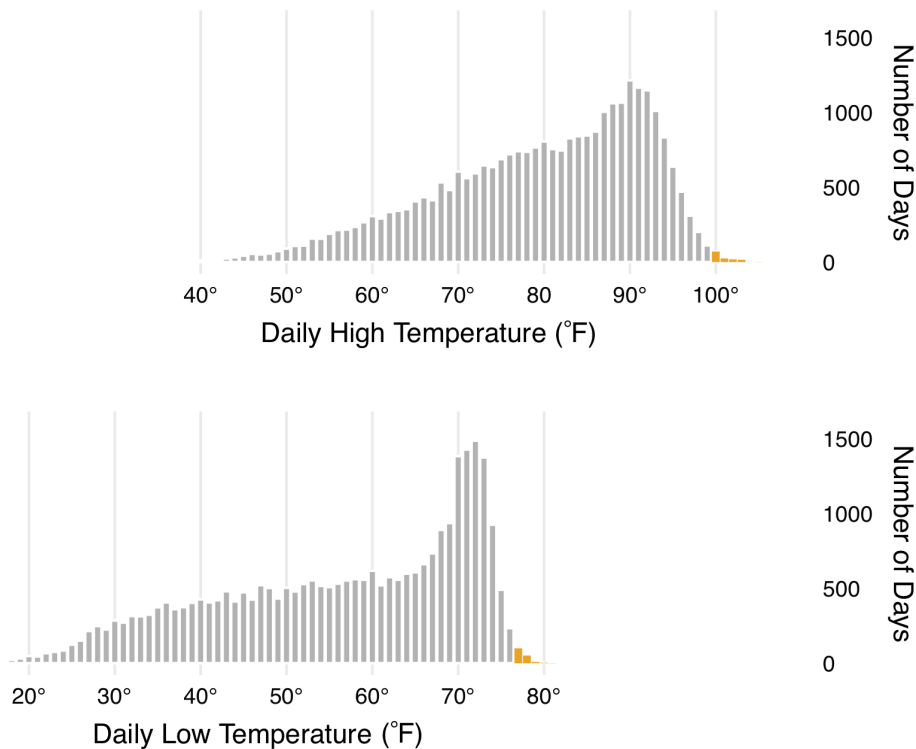 1500
1000
500
0
Number of Days
40° 50° 60° 70° 80 90° 100°
Daily High Temperature (°F)
1500
1000
500
0
Number of Days
20° 30° 40° 50° 60° 70° 80°
Daily Low Temperature (°F)